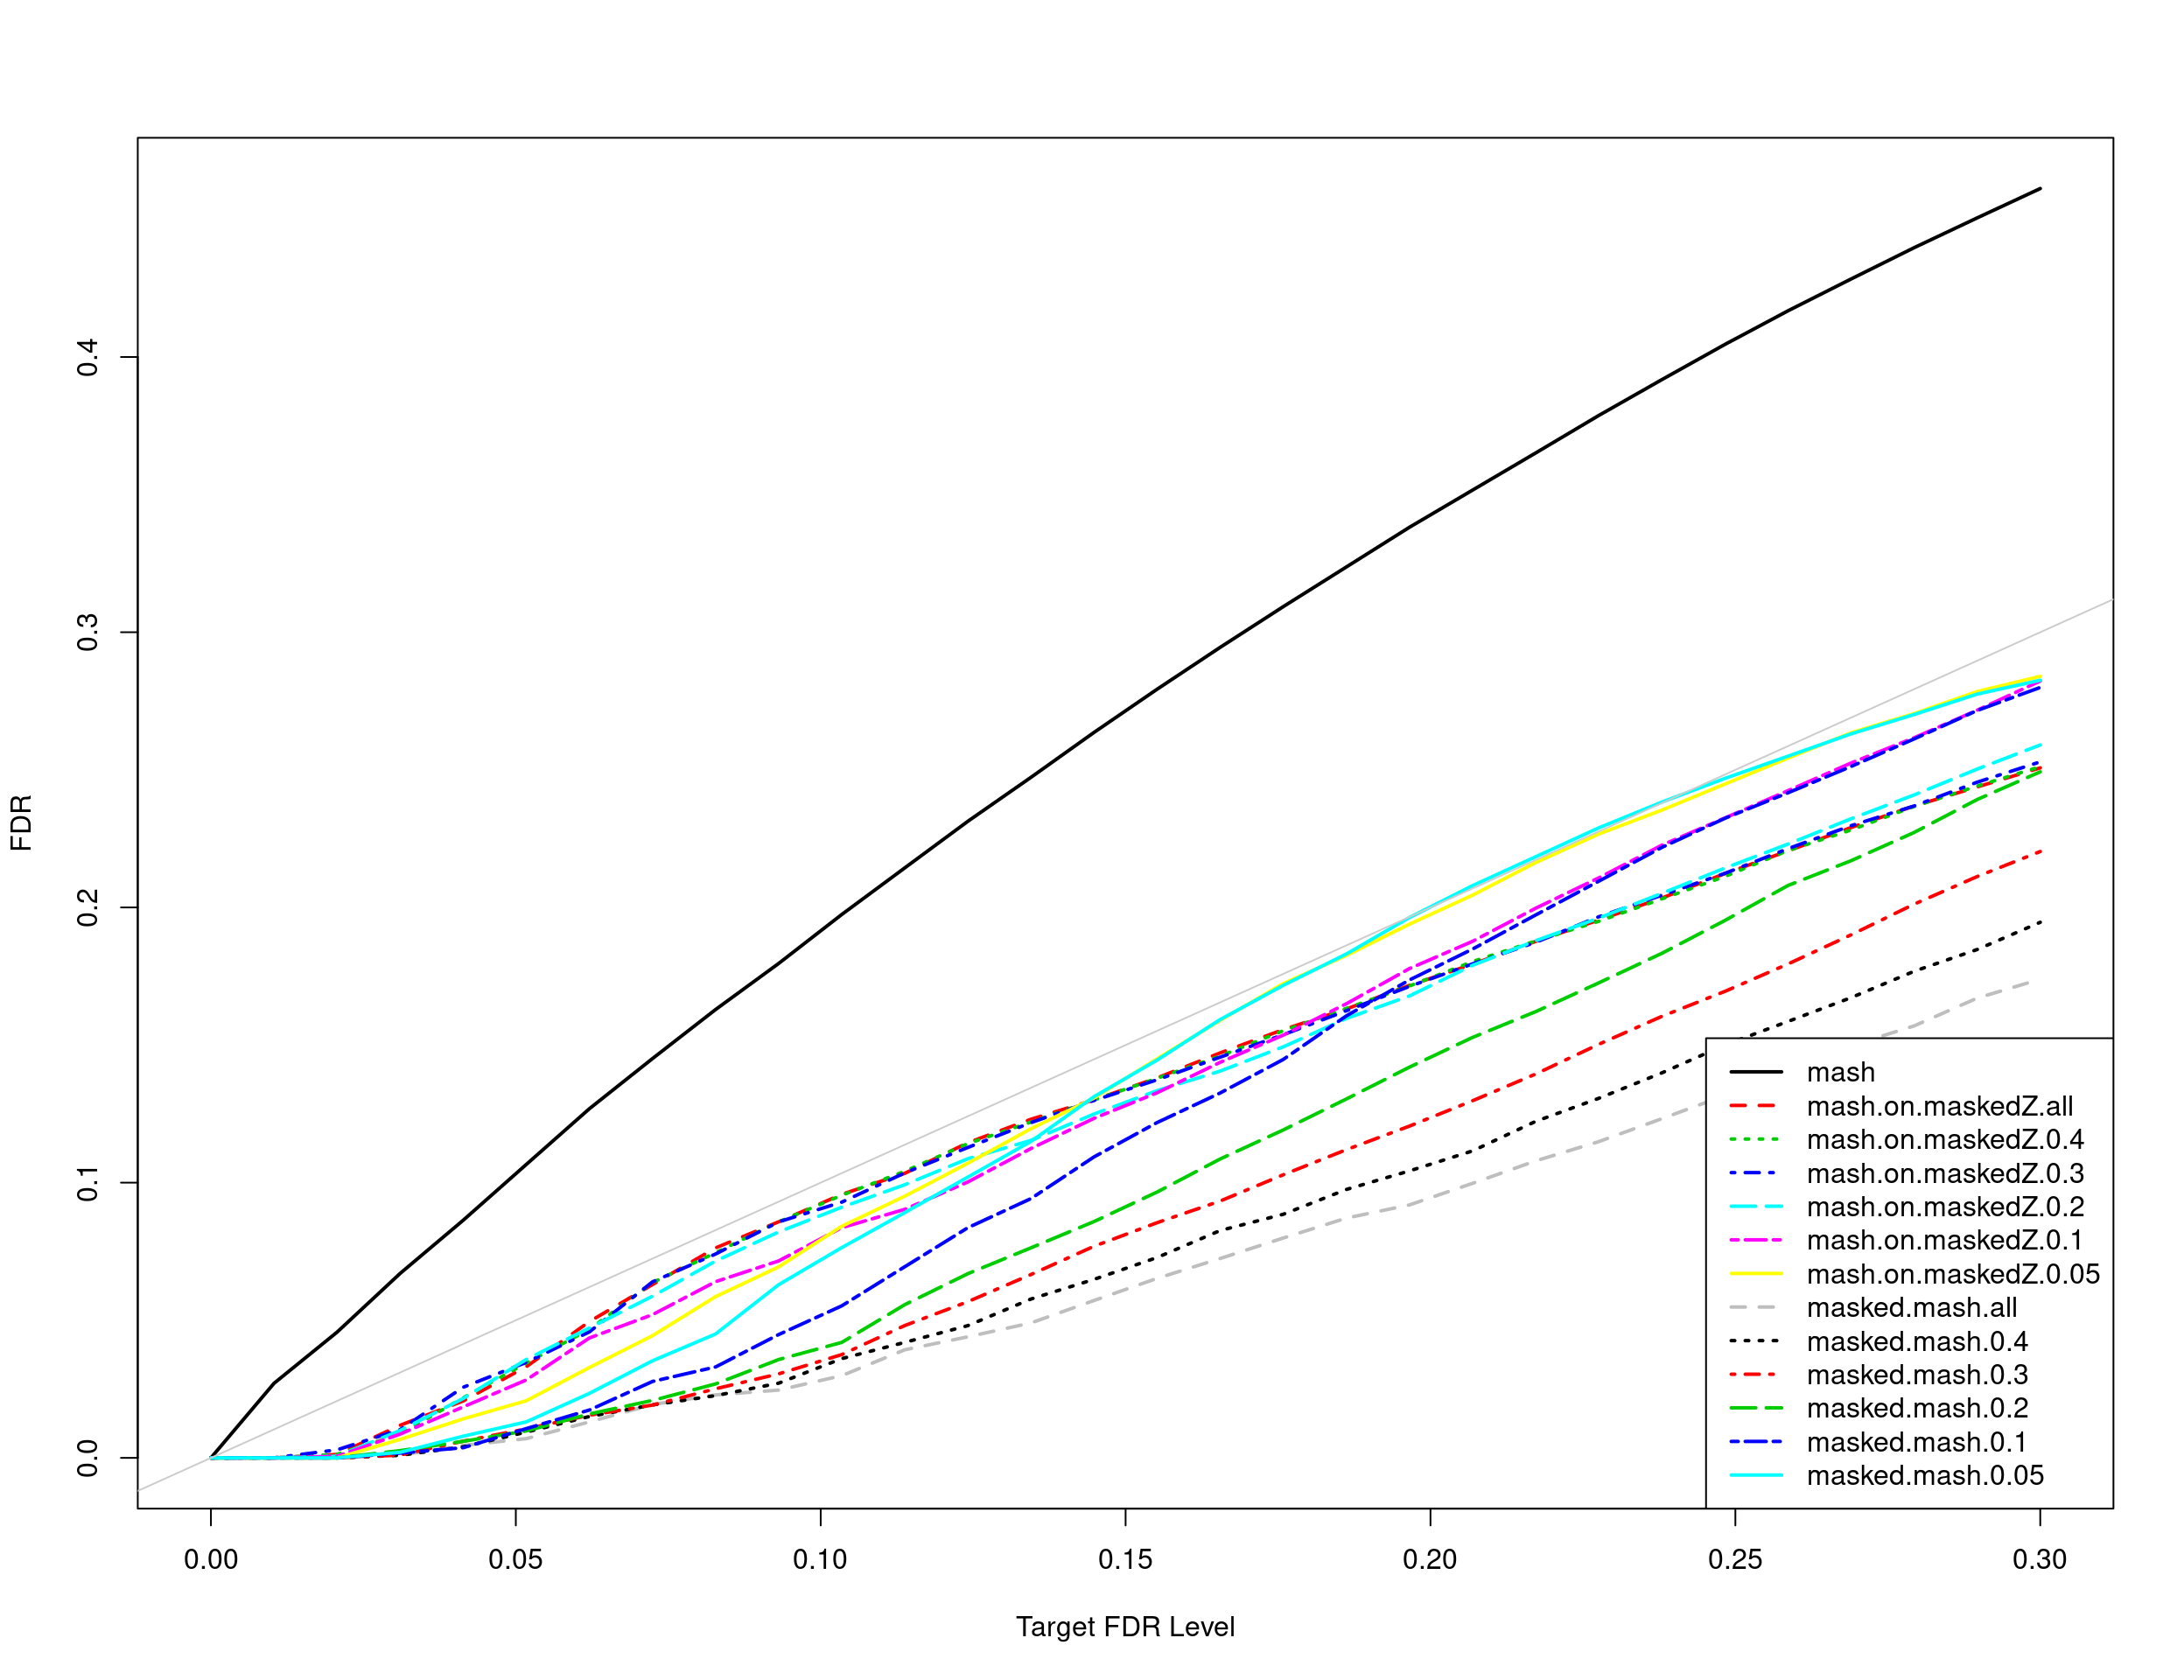 FDR
0.4
0.3
0.2
0.1
0.0
mash
mash.on.maskedZ.all
mash.on.maskedZ.0.4
mash.on.maskedZ.0.3
mash.on.maskedZ.0.2
mash.on.maskedZ.0.1
mash.on.maskedZ.0.05
masked.mash.all
masked.mash.0.4
masked.mash.0.3
masked.mash.0.2
masked.mash.0.1
masked.mash.0.05
0.00 0.05 0.10 0.15 0.20 0.25 0.30
Target FDR Level